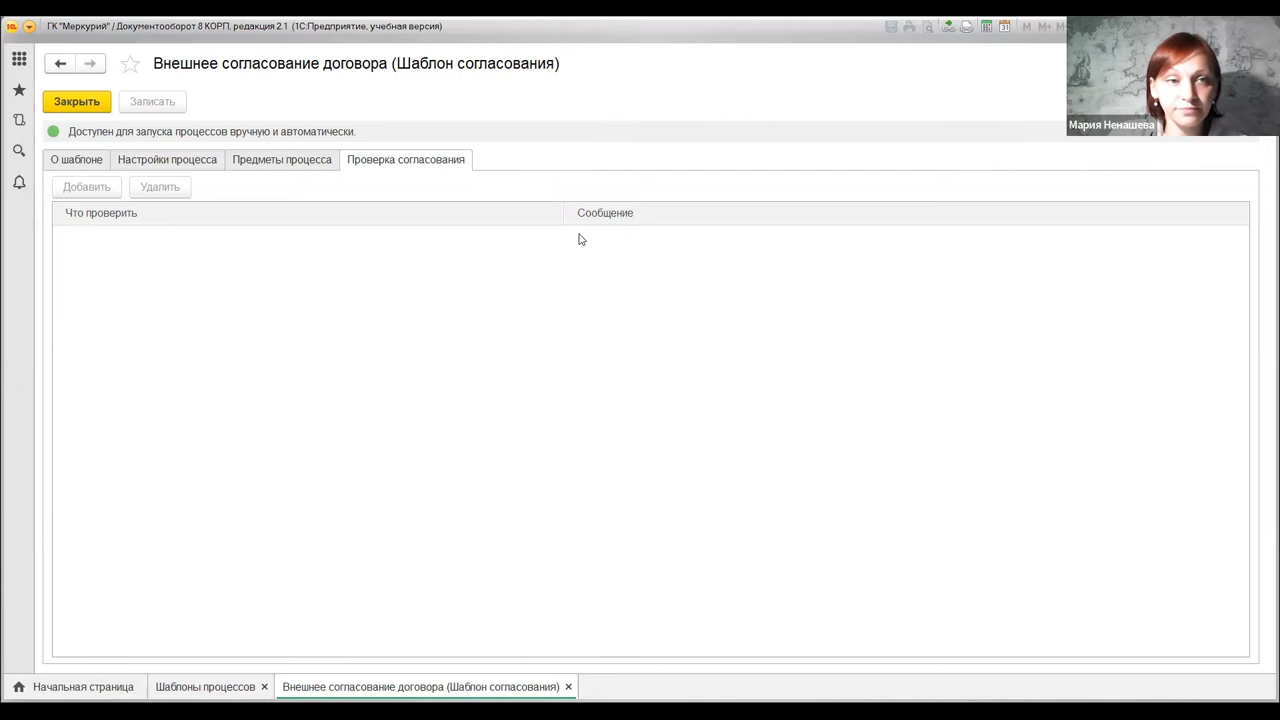 ГК "Меркурий" / Документооборот 8 КОРП, редакция 2.1 (1С:Предприятие, учебная версия)
M M+
Внешнее согласование договора (Шаблон согласования)
Закрыть Записать
Мария Ненашева
Доступен для запуска процессов вручную и автоматически.
О шаблоне Настройки процесса Предметы процесса Проверка согласования
Добавить Удалить
Что проверить Сообщение
Начальная страница Шаблоны процессов × Внешнее согласование договора (Шаблон согласования) ×